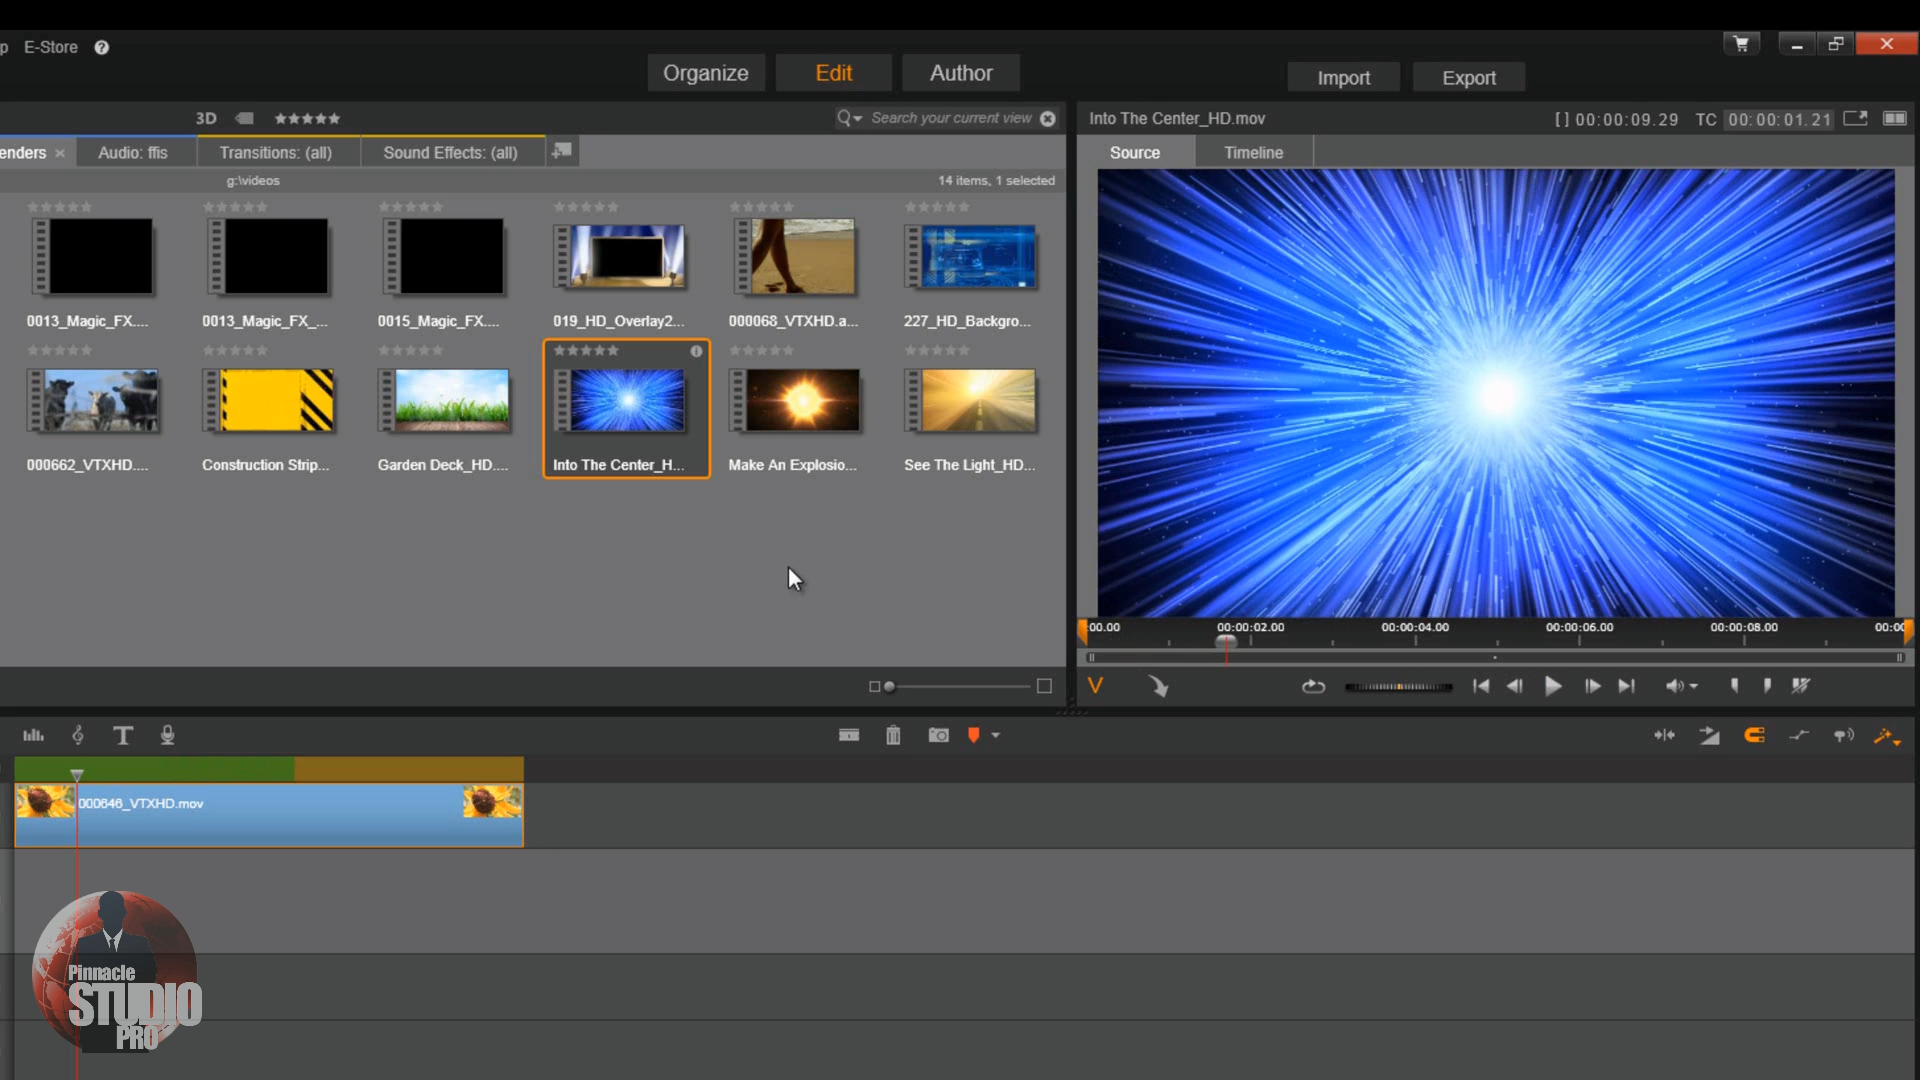 p E-Store ?
Organize Edit Author
Import Export
3D
Search your current view
Into The Center_HD.mov
[ ] 00:00:09.29 TC 00:00:01.21
enders Audio: ffis Transitions: (all) Sound Effects: (all)
Source Timeline
g:\videos
14 items, 1 selected
0013_Magic_FX.... 0013_Magic_FX_... 0015_Magic_FX.... 019_HD_Overlay2... 000068_VTXHD.a... 227_HD_Backgro...
000662_VTXHD.... Construction Strip... Garden Deck_HD.... Into The Center_H... Make An Explosio... See The Light_HD...
:00.00 00:00:02.00 00:00:04.00 00:00:06.00 00:00:08.00 00:00
V
T
000646_VTXHD.mov
Pinnacle
STUDIO
PRO